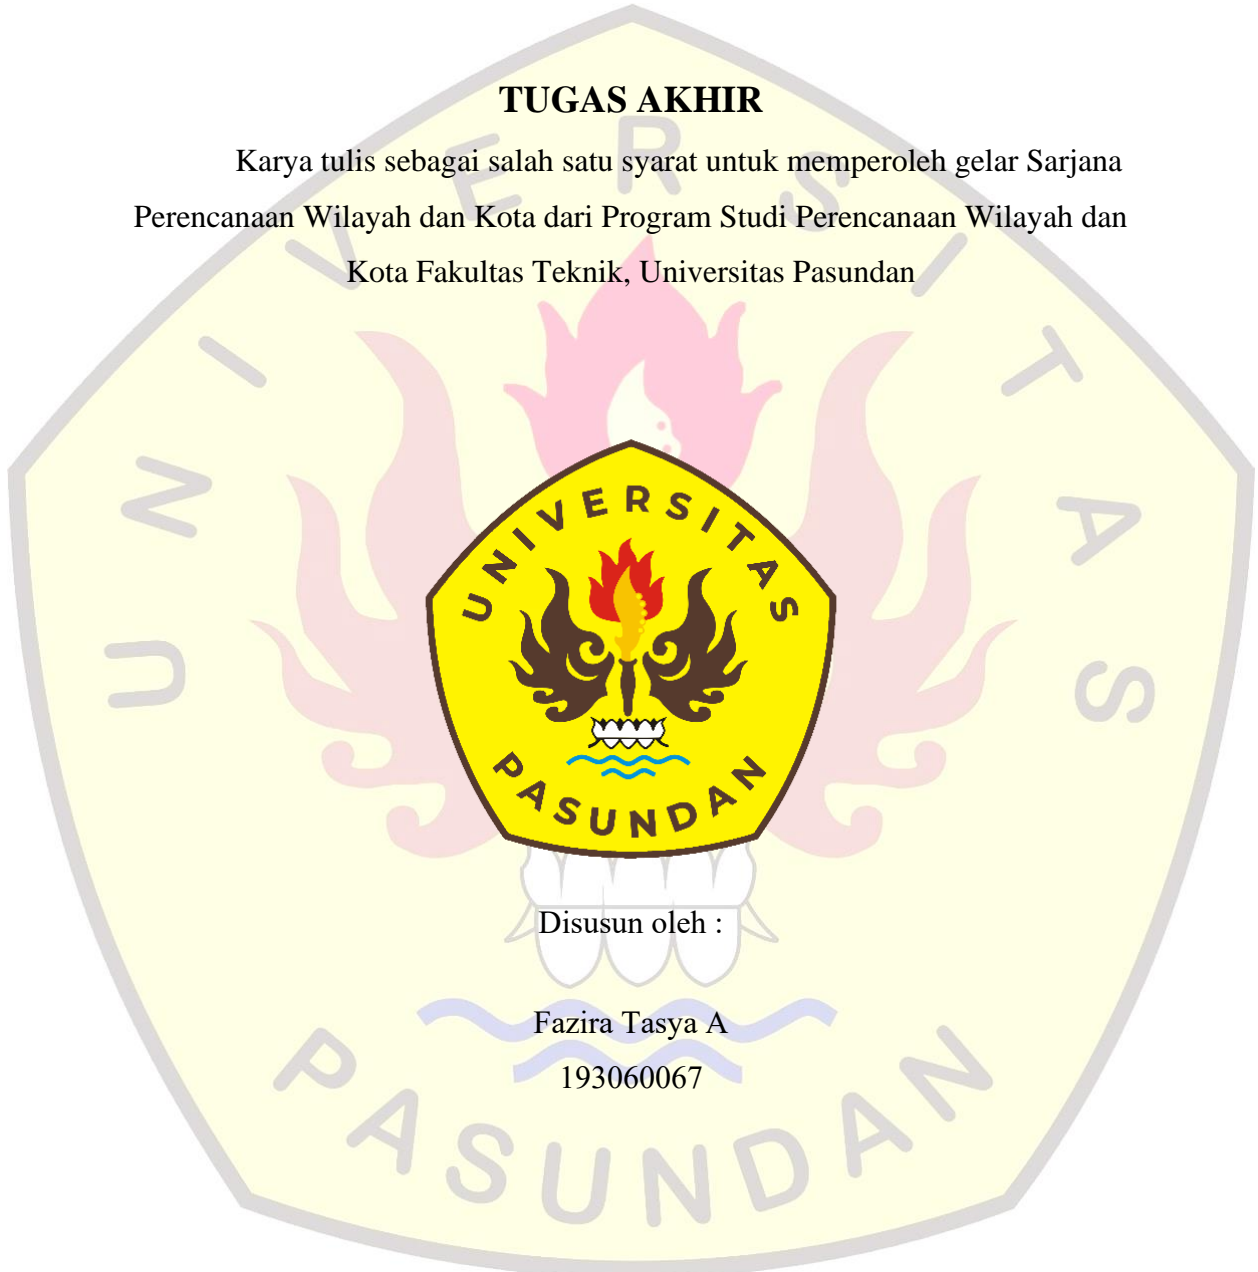 TUGAS AKHIR
Karya tulis sebagai salah satu syarat untuk memperoleh gelar Sarjana
Perencanaan Wilayah dan Kota dari Program Studi Perencanaan Wilayah dan
Kota Fakultas Teknik, Universitas Pasundan
UNIVERSITAS
PASUNDAN
UNIVERSITAS
PASUNDAN
Disusun oleh :
Fazira Tasya A
193060067